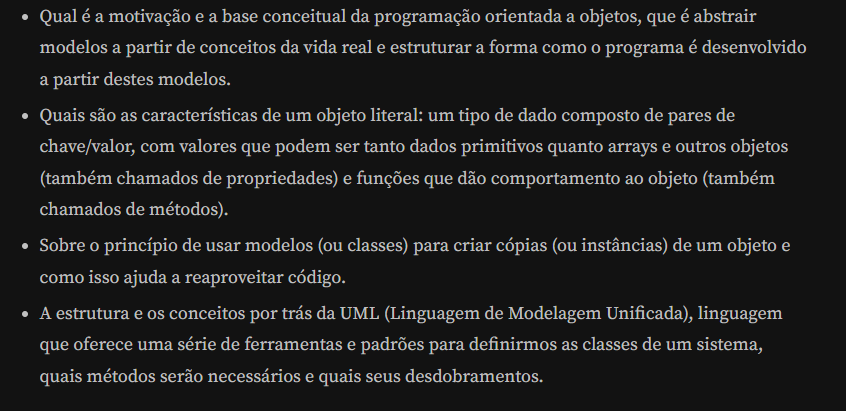 • Qual é a motivação e a base conceitual da programação orientada a objetos, que é abstrair
modelos a partir de conceitos da vida real e estruturar a forma como o programa é desenvolvido
a partir destes modelos.
• Quais são as características de um objeto literal: um tipo de dado composto de pares de
chave/valor, com valores que podem ser tanto dados primitivos quanto arrays e outros objetos
(também chamados de propriedades) e funções que dão comportamento ao objeto (também
chamados de métodos).
• Sobre o princípio de usar modelos (ou classes) para criar cópias (ou instâncias) de um objeto e
como isso ajuda a reaproveitar código.
• A estrutura e os conceitos por trás da UML (Linguagem de Modelagem Unificada), linguagem
que oferece uma série de ferramentas e padrões para definirmos as classes de um sistema,
quais métodos serão necessários e quais seus desdobramentos.